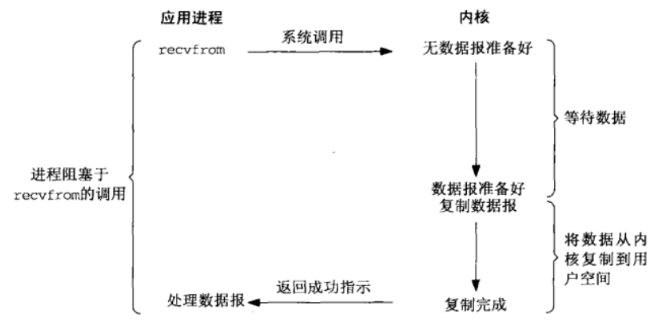 应用进程
内核
recvfrom
系统调用
无数据报准备好
等待数据
进程阻塞于
recvfrom的调用
数据报准备好
复制数据报
将数据从内
核复制到用
户空间
处理数据报
返回成功指示
复制完成